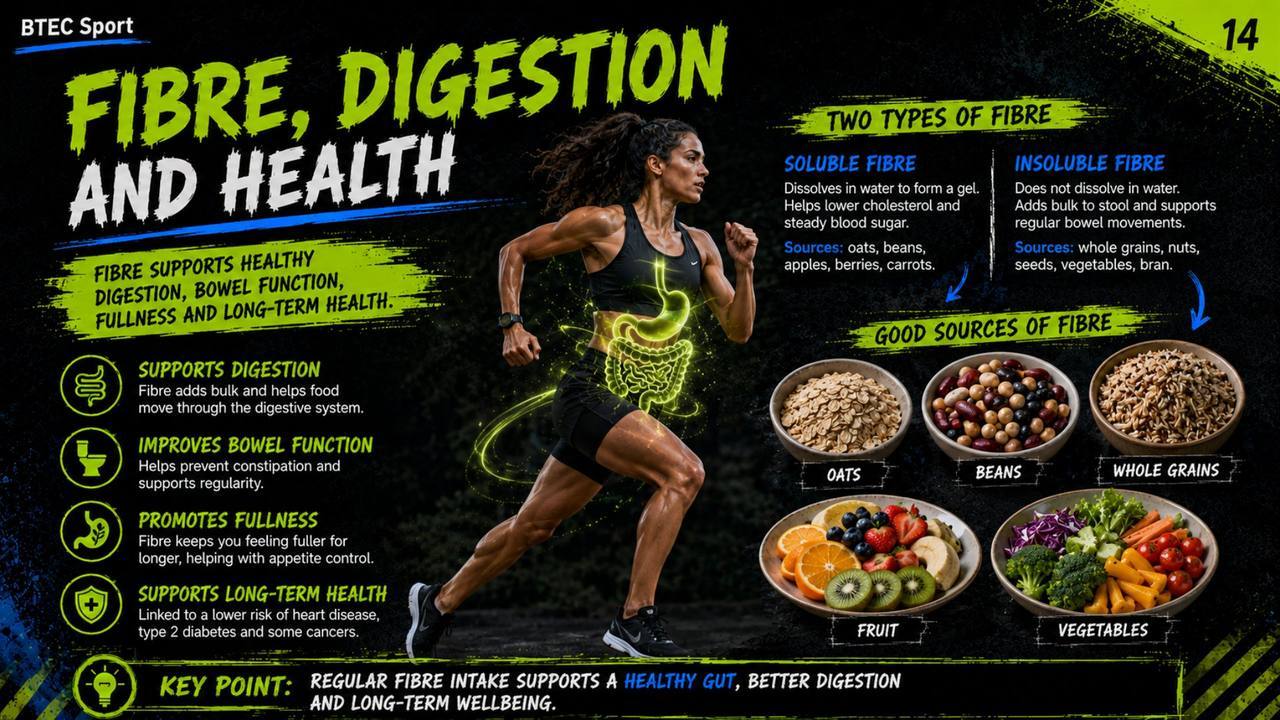 BTEC Sport
14
FIBRE, DIGESTION
AND HEALTH
FIBRE SUPPORTS HEALTHY
DIGESTION, BOWEL FUNCTION,
FULLNESS AND LONG-TERM HEALTH.
SUPPORTS DIGESTION
Fibre adds bulk and helps food
move through the digestive system.
IMPROVES BOWEL FUNCTION
Helps prevent constipation and
supports regularity.
PROMOTES FULLNESS
Fibre keeps you feeling fuller for
longer, helping with appetite control.
SUPPORTS LONG-TERM HEALTH
Linked to a lower risk of heart disease,
type 2 diabetes and some cancers.
TWO TYPES OF FIBRE
SOLUBLE FIBRE
Dissolves in water to form a gel.
Helps lower cholesterol and
steady blood sugar.
Sources: oats, beans,
apples, berries, carrots.
INSOLUBLE FIBRE
Does not dissolve in water.
Adds bulk to stool and supports
regular bowel movements.
Sources: whole grains, nuts,
seeds, vegetables, bran.
GOOD SOURCES OF FIBRE
OATS
BEANS
WHOLE GRAINS
FRUIT
VEGETABLES
KEY POINT:
REGULAR FIBRE INTAKE SUPPORTS A HEALTHY GUT, BETTER DIGESTION
AND LONG-TERM WELLBEING.